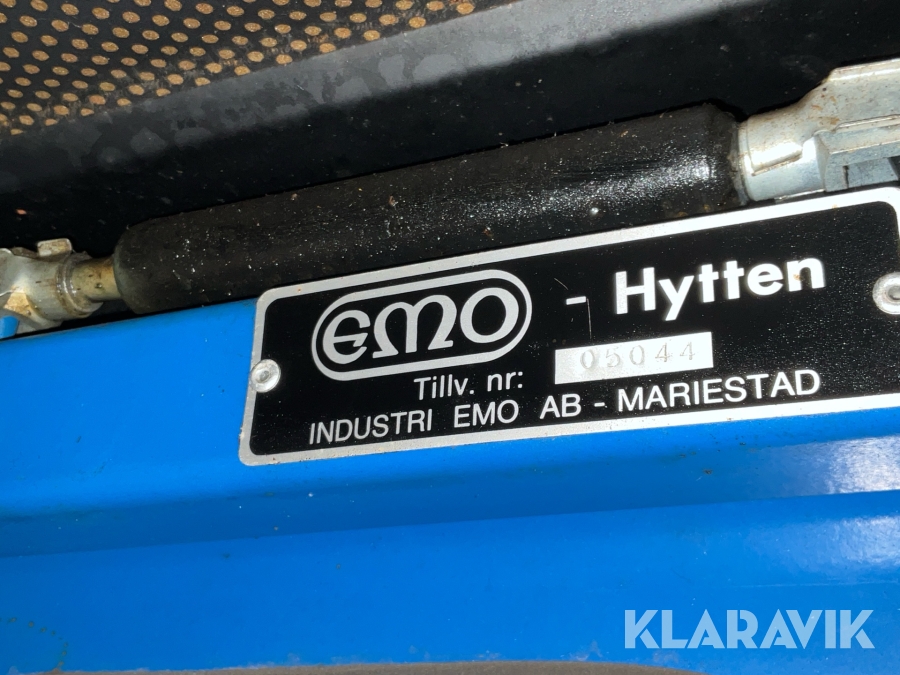 EMO - Hytten
Tillv. nr: 05044
INDUSTRI EMO AB - MARIESTAD
KLARAVIK